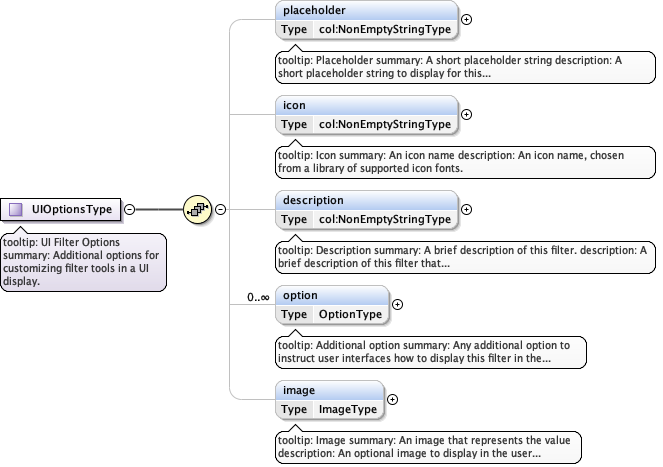 placeholder
Type col:NonEmptyStringType
tooltip: Placeholder summary: A short placeholder string description: A
short placeholder string to display for this...
icon
Type col:NonEmptyStringType
tooltip: Icon summary: An icon name description: An icon name, chosen
from a library of supported icon fonts.
description
Type col:NonEmptyStringType
UIOptionsType
tooltip: UI Filter Options
summary: Additional options for
customizing filter tools in a UI
display.
tooltip: Description summary: A brief description of this filter. description: A
brief description of this filter that...
0..∞
option
Type OptionType
tooltip: Additional option summary: Any additional option to
instruct user interfaces how to display this filter in the...
image
Type ImageType
tooltip: Image summary: An image that represents the value
description: An optional image to display in the user...